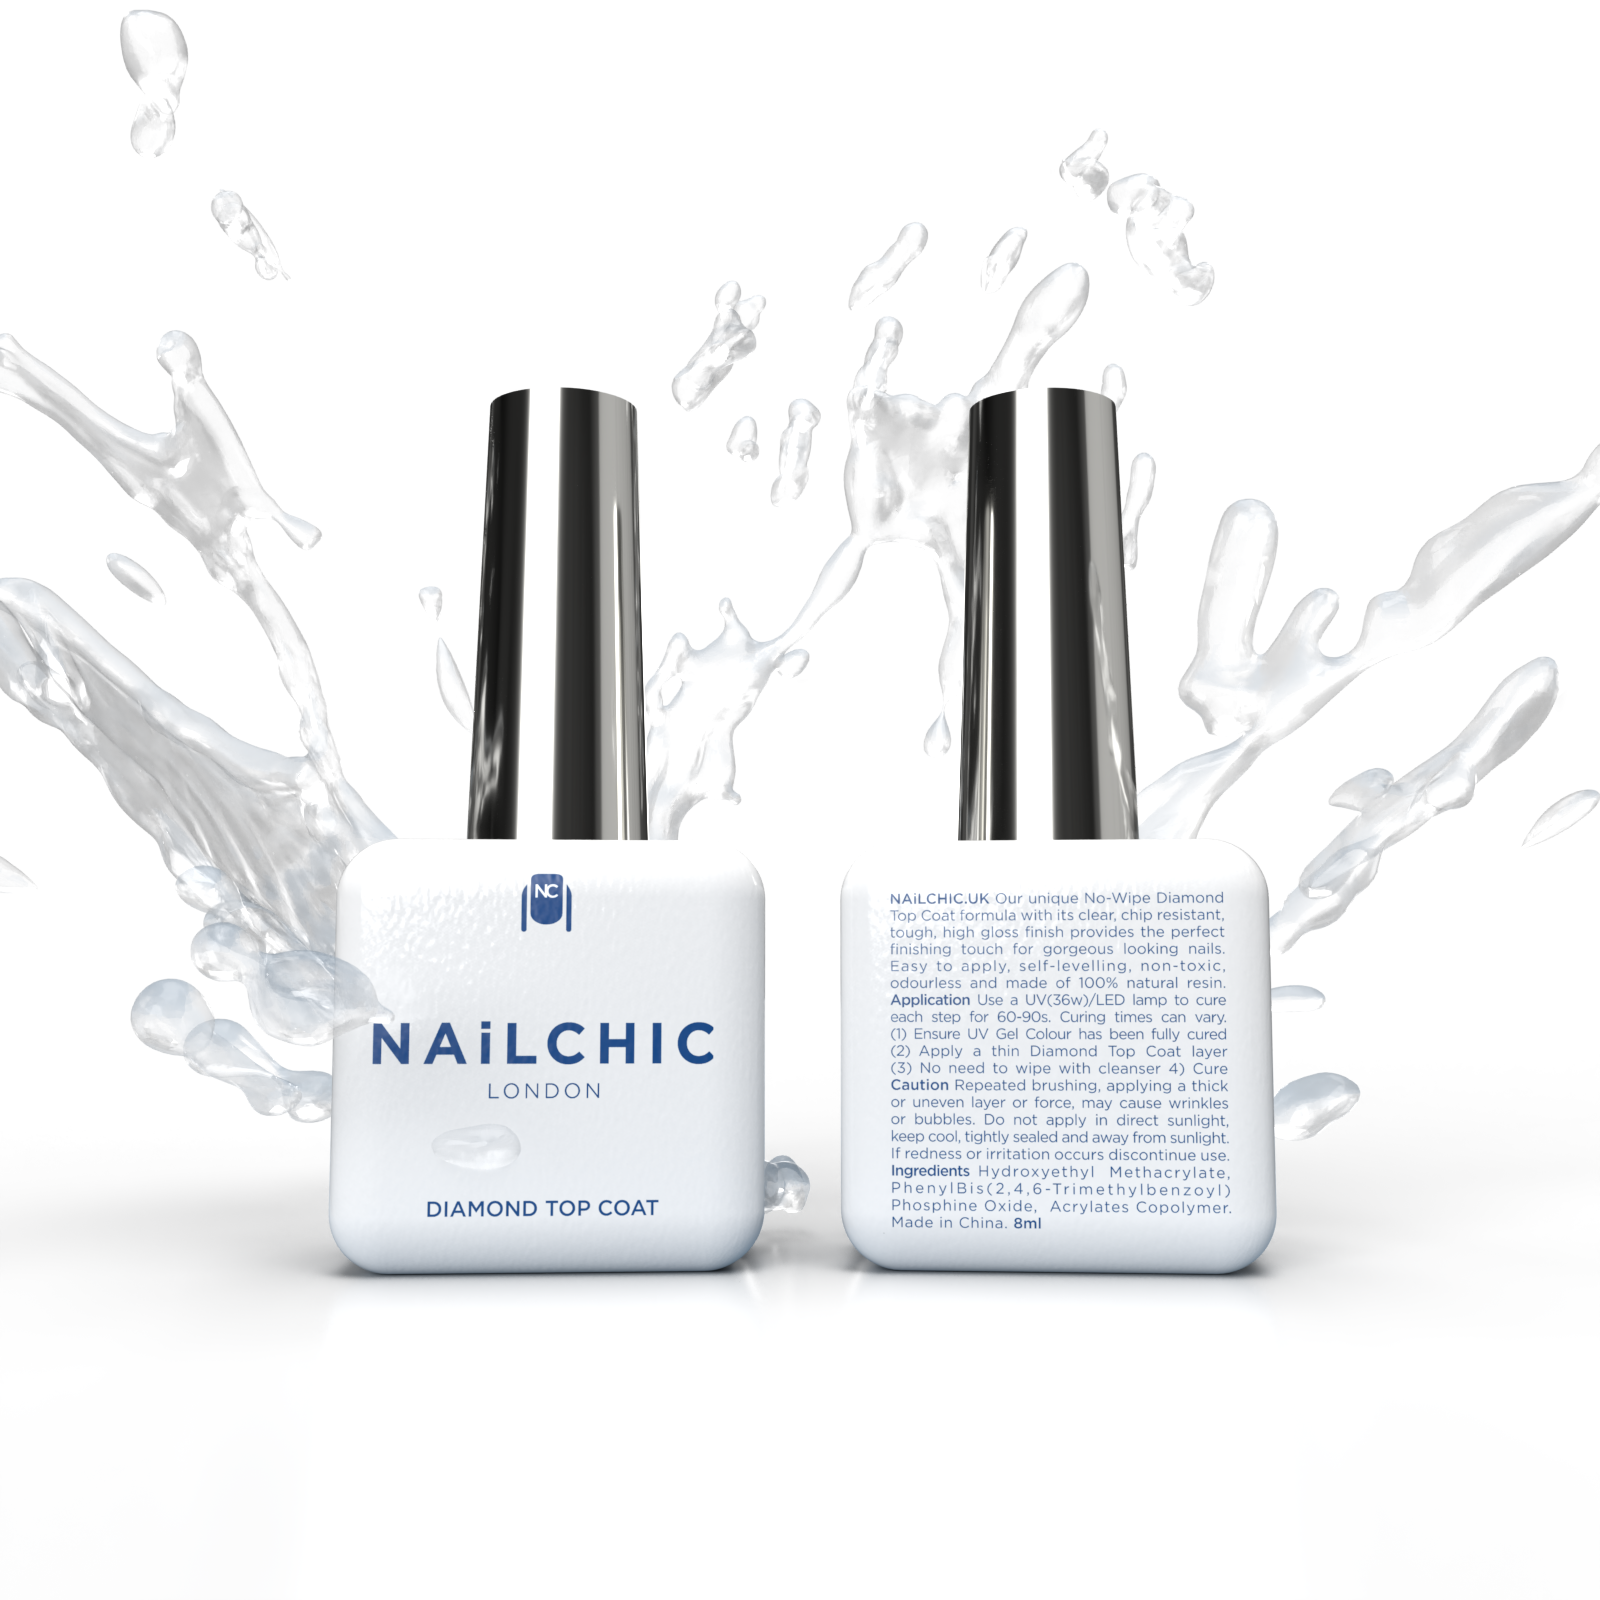 NC
NAiLCHIC
LONDON
DIAMOND TOP COAT
NAiLCHIC.UK Our unique No-Wipe Diamond
Top Coat formula with its clear, chip resistant,
tough, high gloss finish provides the perfect
finishing touch for gorgeous looking nails.
Easy to apply, self-levelling, non-toxic,
odourless and made of 100% natural resin.
Application Use a UV(36w)/LED lamp to cure
each step for 60-90s. Curing times can vary.
(1) Ensure UV Gel Colour has been fully cured
(2) Apply a thin Diamond Top Coat layer
(3) No need to wipe with cleanser 4) Cure
Caution Repeated brushing, applying a thick
or uneven layer or force, may cause wrinkles
or bubbles. Do not apply in direct sunlight,
keep cool, tightly sealed and away from sunlight.
If redness or irritation occurs discontinue use.
Ingredients Hydroxyethyl Methacrylate,
PhenylBis(2,4,6-Trimethylbenzoyl)
Phosphine Oxide, Acrylates Copolymer.
Made in China. 8ml